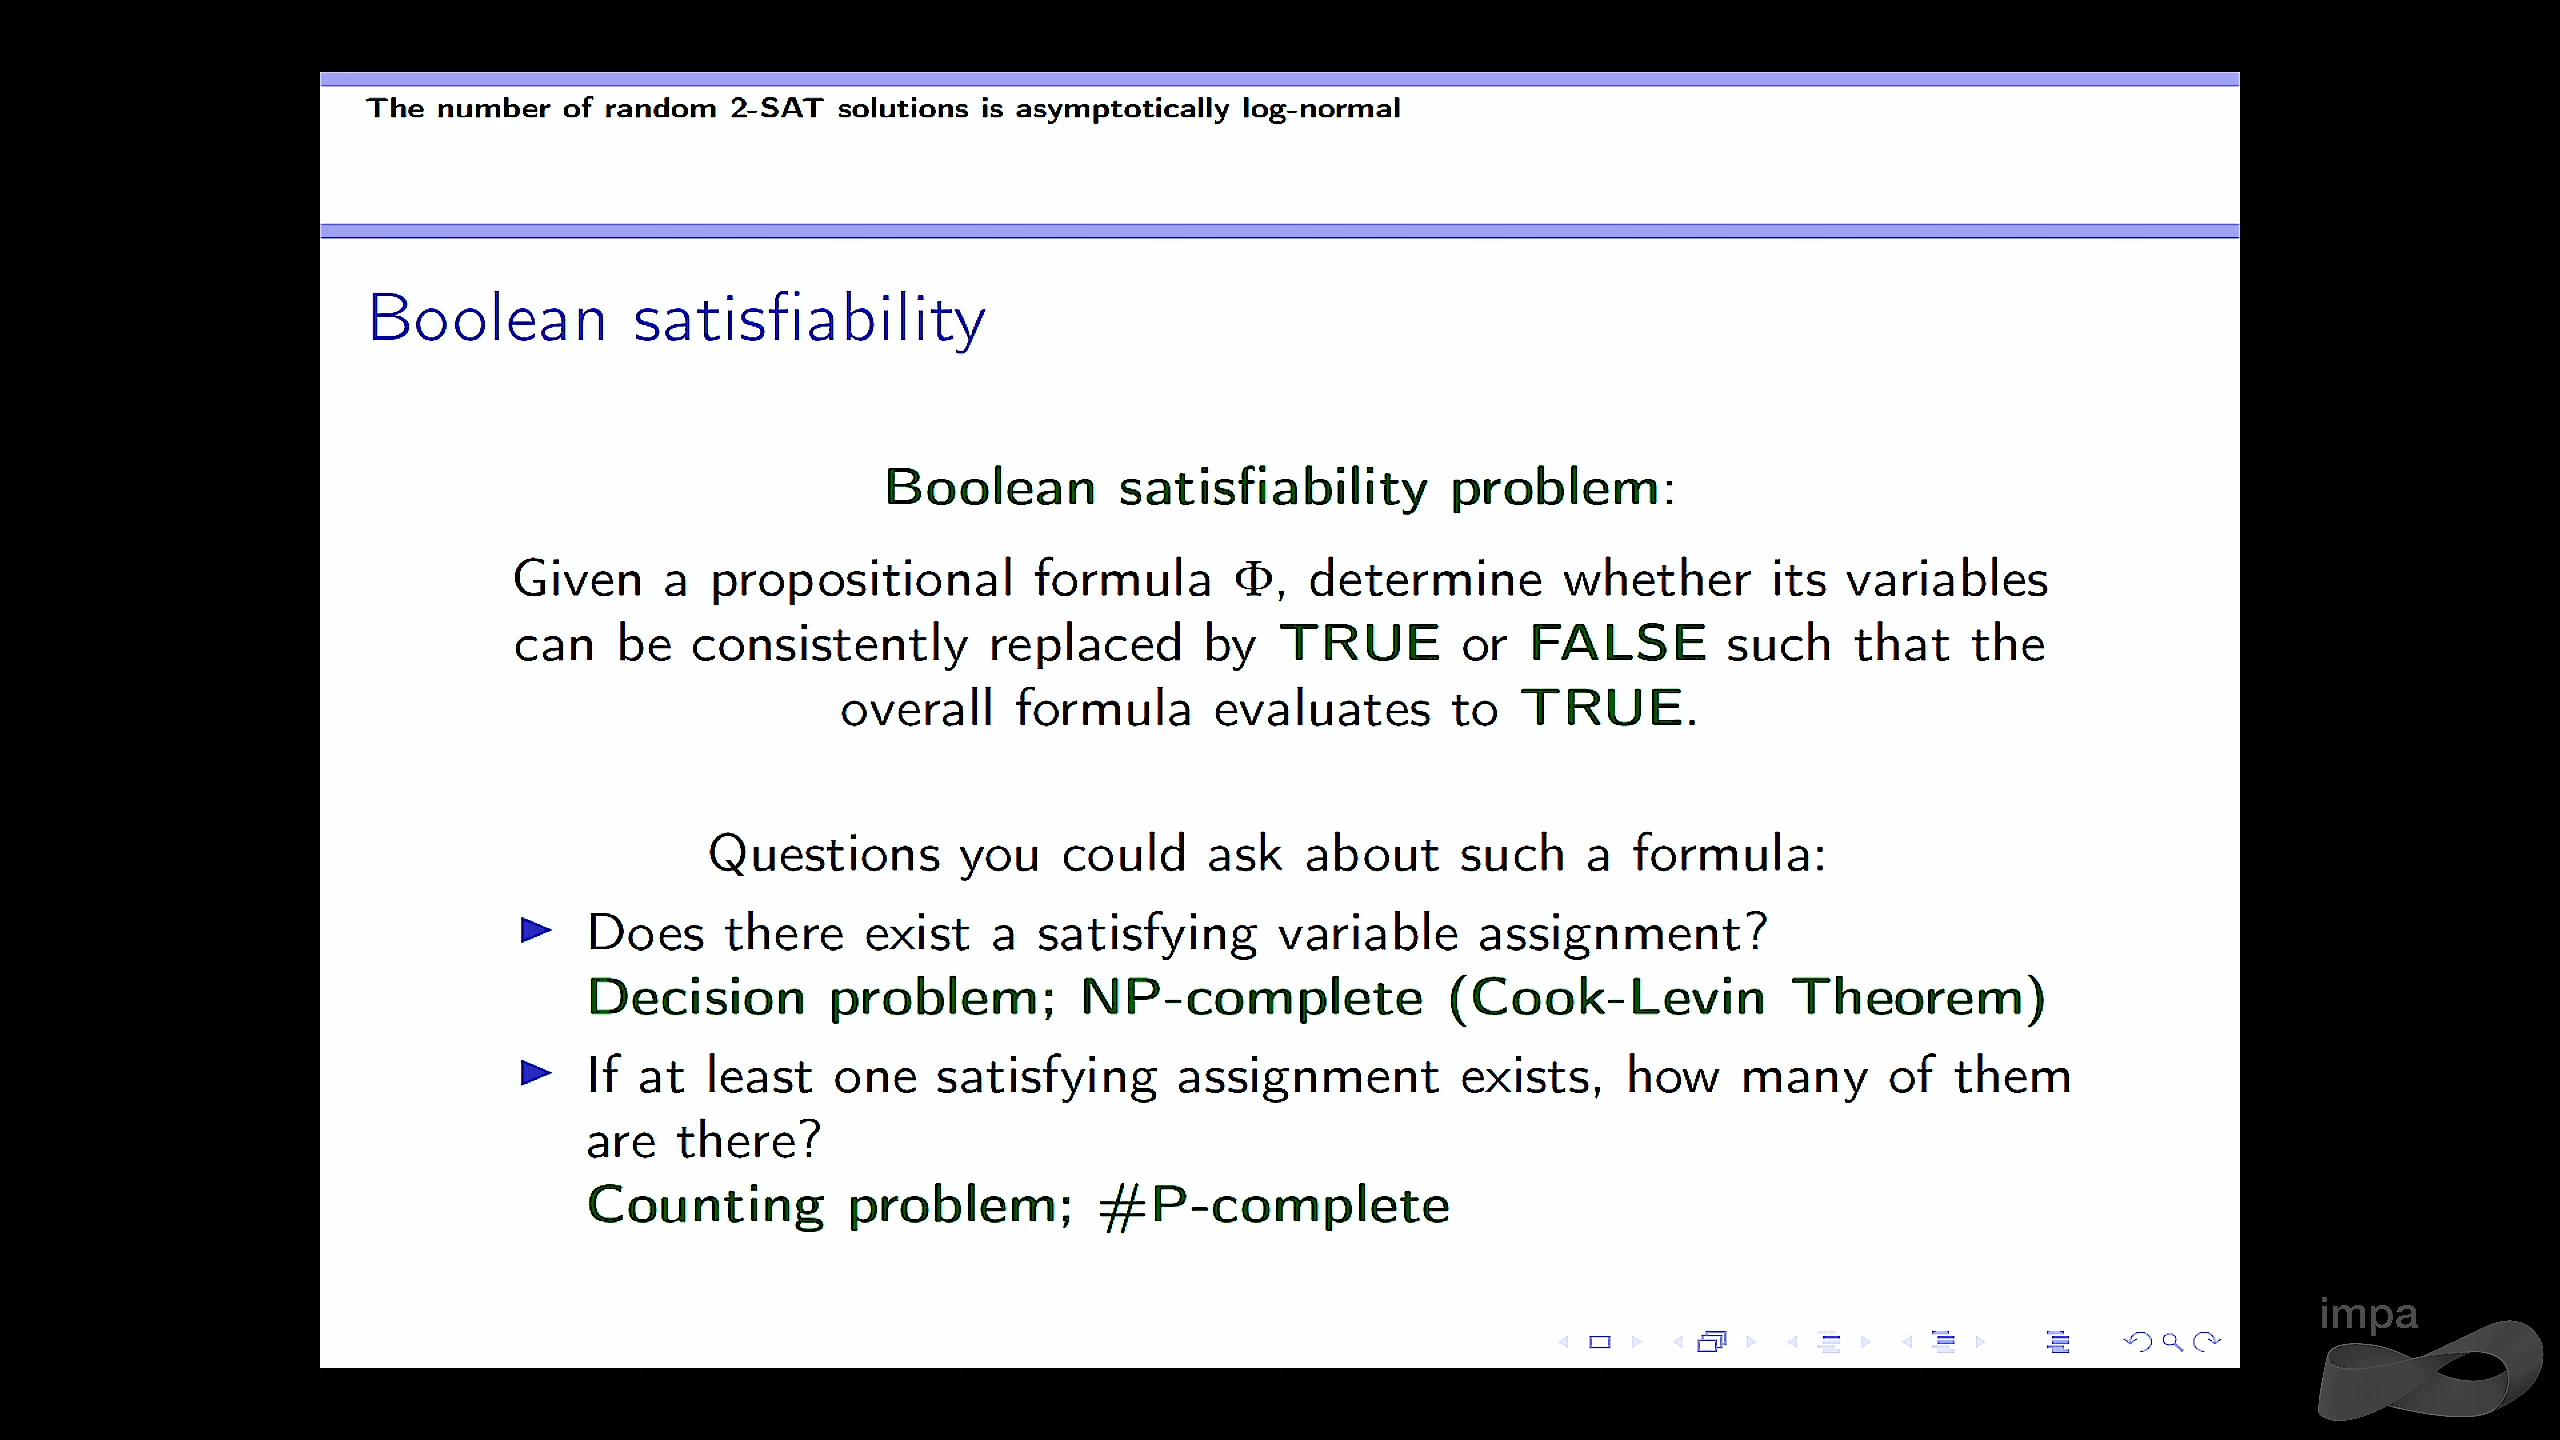 The number of random 2-SAT solutions is asymptotically log-normal
Boolean satisfiability
Boolean satisfiability problem:
Given a propositional formula Φ, determine whether its variables
can be consistently replaced by TRUE or FALSE such that the
overall formula evaluates to TRUE.
Questions you could ask about such a formula:
▶ Does there exist a satisfying variable assignment?
Decision problem; NP-complete (Cook-Levin Theorem)
▶ If at least one satisfying assignment exists, how many of them
are there?
Counting problem; #P-complete
impa